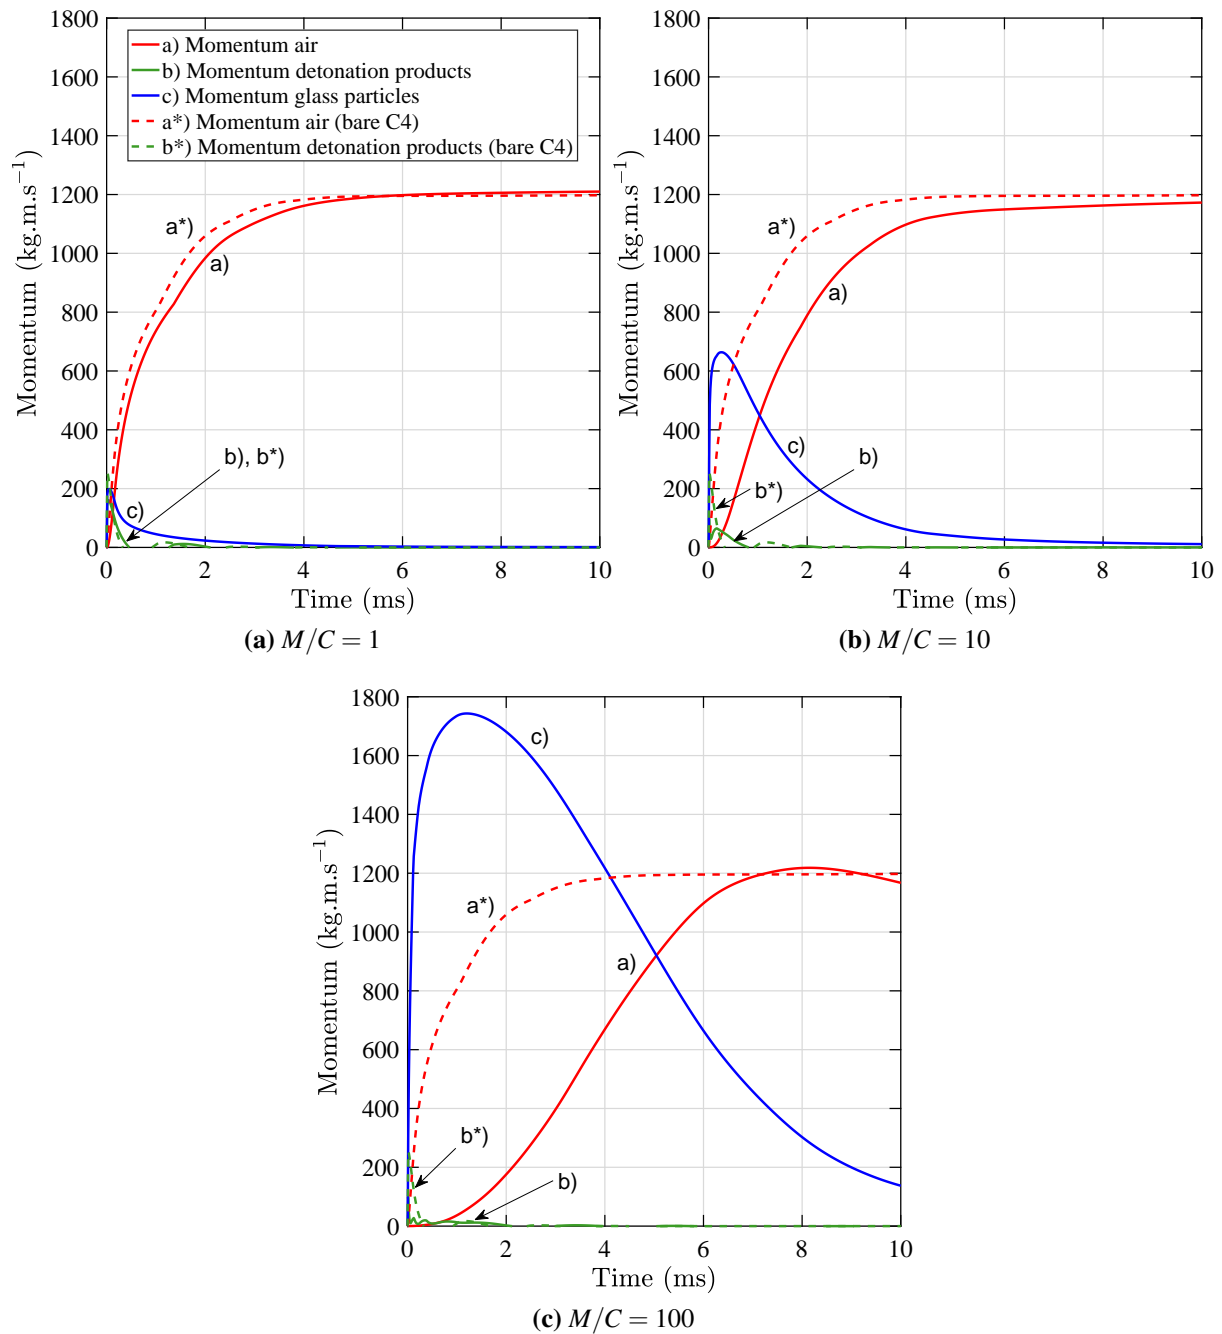 1800
1600
1400
1200
1000
800
600
400
200
0
Momentum (kg.m.s−1)
a) Momentum air
b) Momentum detonation products
c) Momentum glass particles
a*) Momentum air (bare C4)
b*) Momentum detonation products (bare C4)
a*)
a)
b), b*)
c)
0 2 4 6 8 10
Time (ms)
(a) M/C = 1
1800
1600
1400
1200
1000
800
600
400
200
0
Momentum (kg.m.s−1)
a*)
a)
c)
b)
b*)
0 2 4 6 8 10
Time (ms)
(b) M/C = 10
1800
1600
1400
1200
1000
800
600
400
200
0
Momentum (kg.m.s−1)
c)
a*)
a)
b*)
b)
0 2 4 6 8 10
Time (ms)
(c) M/C = 100